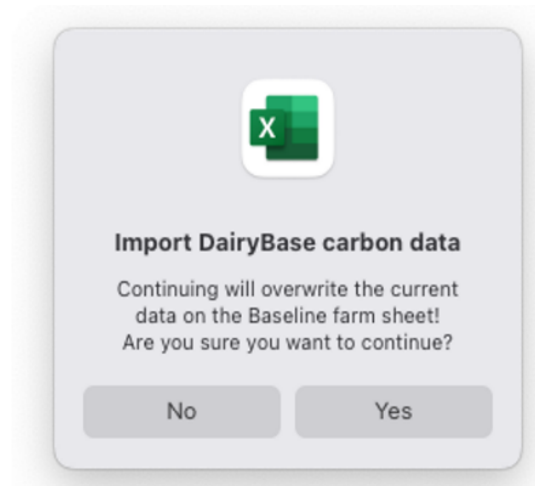 X
Import DairyBase carbon data
Continuing will overwrite the current
data on the Baseline farm sheet!
Are you sure you want to continue?
No Yes